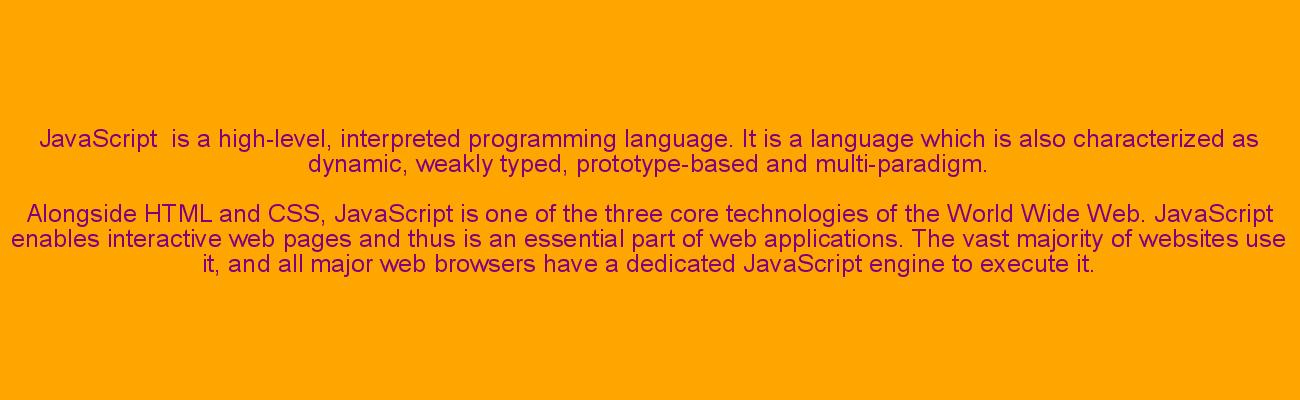 JavaScript  is a high-level, interpreted programming language. It is a language which is also characterized as
dynamic, weakly typed, prototype-based and multi-paradigm.
Alongside HTML and CSS, JavaScript is one of the three core technologies of the World Wide Web. JavaScript
enables interactive web pages and thus is an essential part of web applications. The vast majority of websites use
it, and all major web browsers have a dedicated JavaScript engine to execute it.